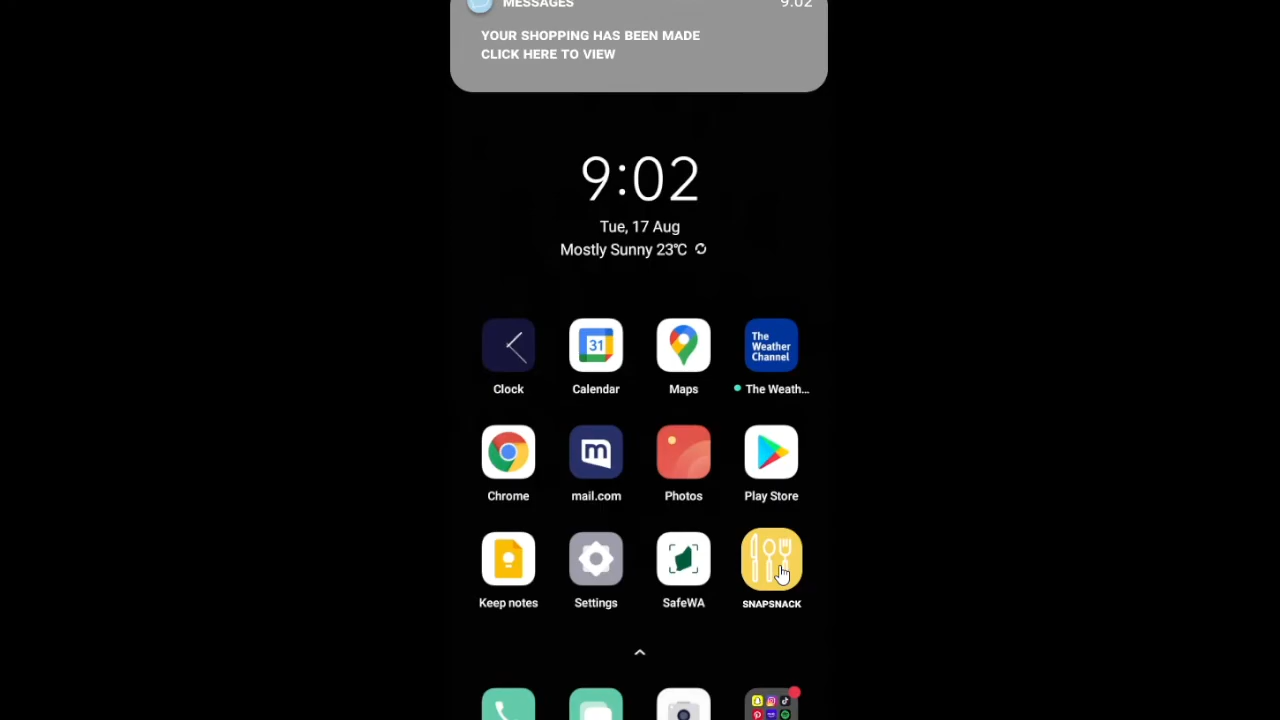 MESSAGES 9:02
YOUR SHOPPING HAS BEEN MADE
CLICK HERE TO VIEW
9:02
Tue, 17 Aug
Mostly Sunny 23℃
31
The
Weather
Channel
Clock Calendar Maps The Weath...
m
Chrome mail.com Photos Play Store
Keep notes Settings SafeWA SNAPSNACK